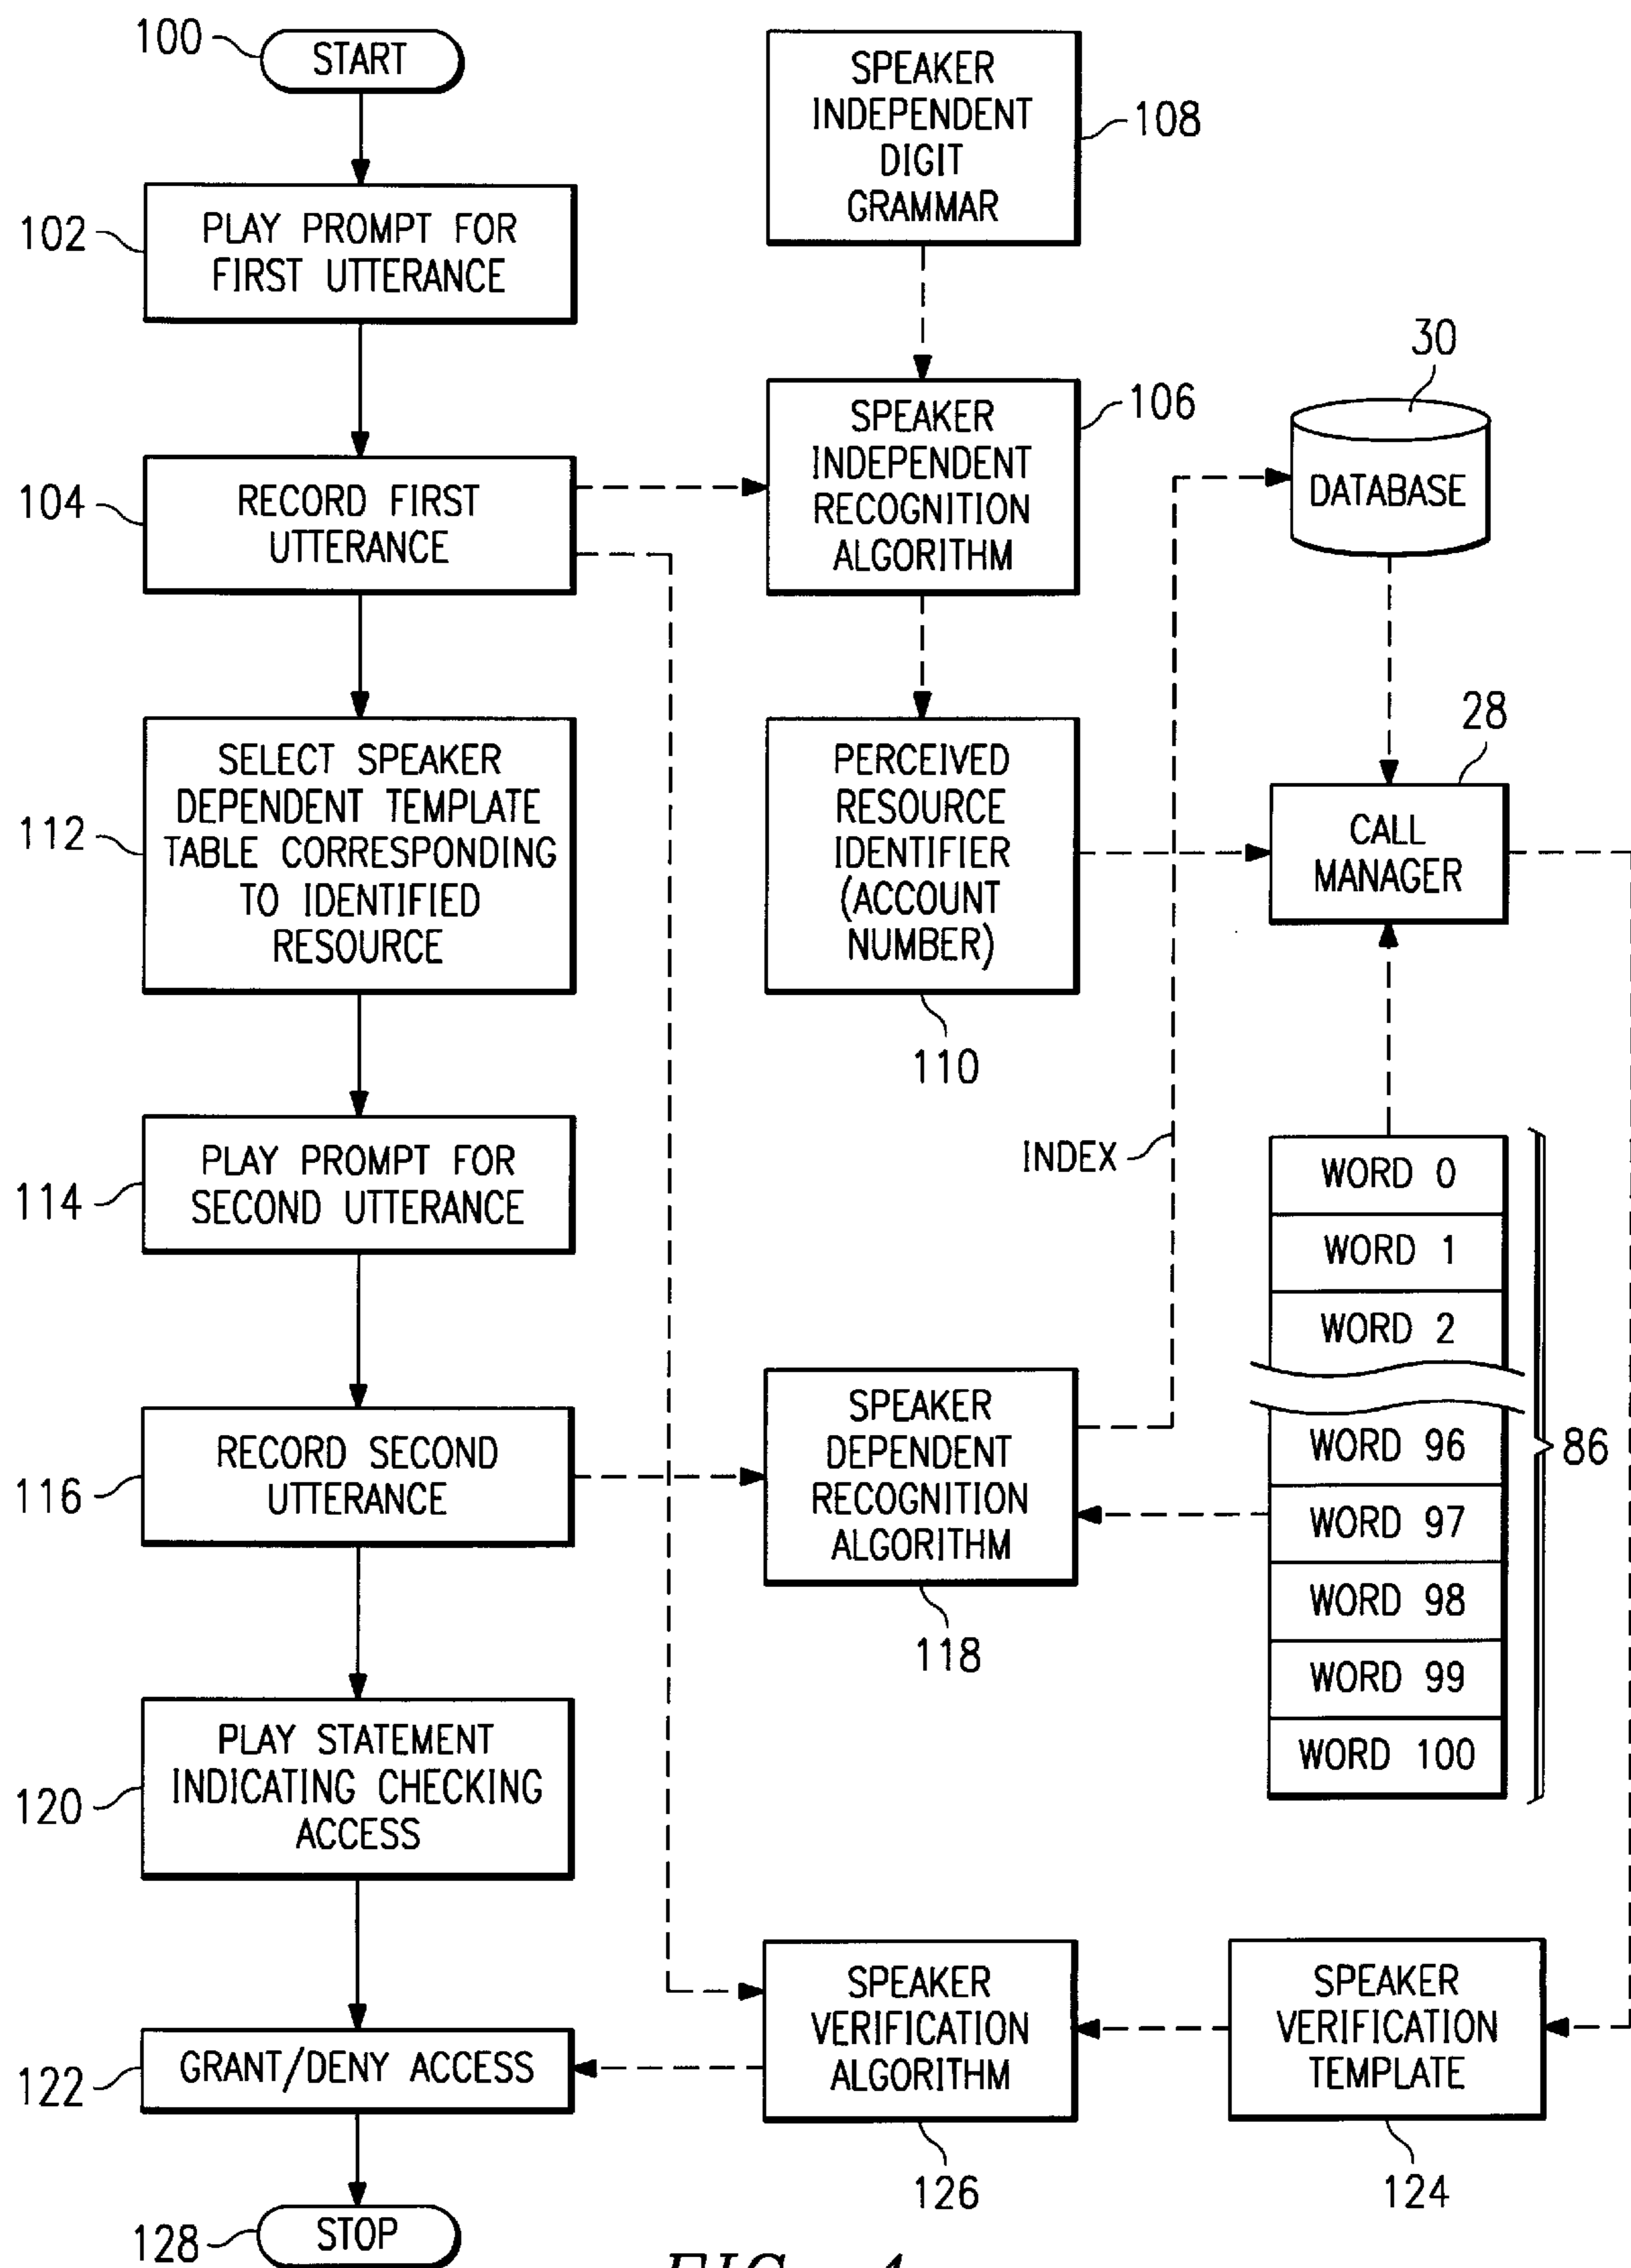 100
START
102
PLAY PROMPT FOR
FIRST UTTERANCE
104
RECORD FIRST
UTTERANCE
112
SELECT SPEAKER
DEPENDENT TEMPLATE
TABLE CORRESPONDING
TO IDENTIFIED
RESOURCE
114
PLAY PROMPT FOR
SECOND UTTERANCE
116
RECORD SECOND
UTTERANCE
120
PLAY STATEMENT
INDICATING CHECKING
ACCESS
122
GRANT/DENY ACCESS
128
STOP
SPEAKER
INDEPENDENT
DIGIT
GRAMMAR
108
SPEAKER
INDEPENDENT
RECOGNITION
ALGORITHM
106
PERCEIVED
RESOURCE
IDENTIFIER
(ACCOUNT
NUMBER)
110
INDEX
SPEAKER
DEPENDENT
RECOGNITION
ALGORITHM
118
SPEAKER
VERIFICATION
ALGORITHM
126
30
DATABASE
28
CALL
MANAGER
WORD 0
WORD 1
WORD 2
WORD 96
WORD 97
WORD 98
WORD 99
WORD 100
86
SPEAKER
VERIFICATION
TEMPLATE
124